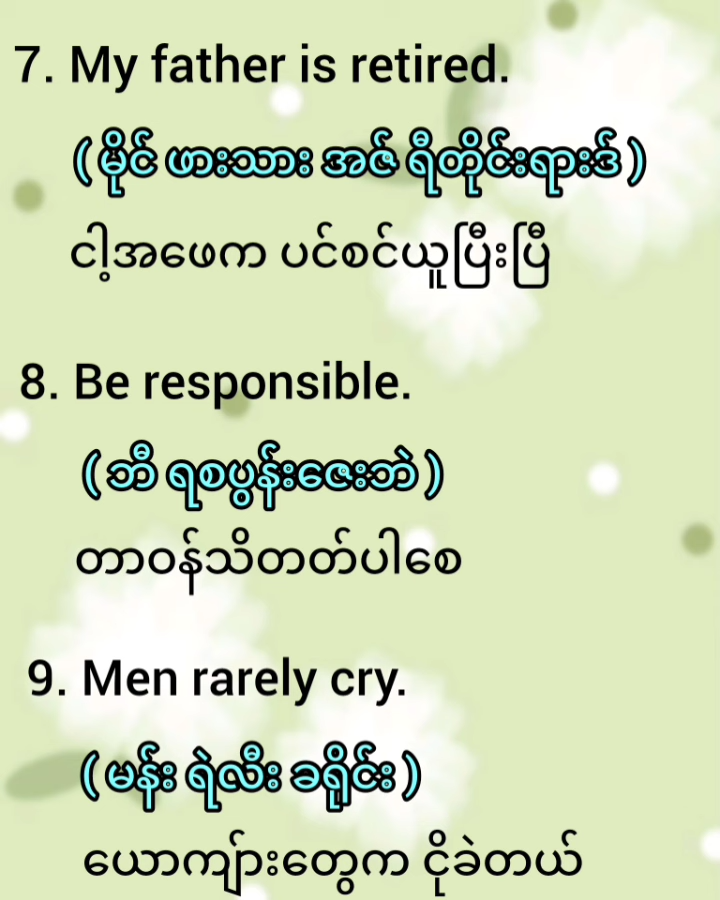 7. My father is retired.
( မိုင် ဖားသား အဇ် ရီတိုင်းရားဒ် )
ငါ့အဖေက ပင်စင်ယူပြီးပြီ
8. Be responsible.
( ဘီ ရစပွန်းဇေးဘဲ )
တာဝန်သိတတ်ပါစေ
9. Men rarely cry.
( မန်း ရဲလီး ခရိုင်း )
ယောကျာ်းတွေက ငိုခဲတယ်